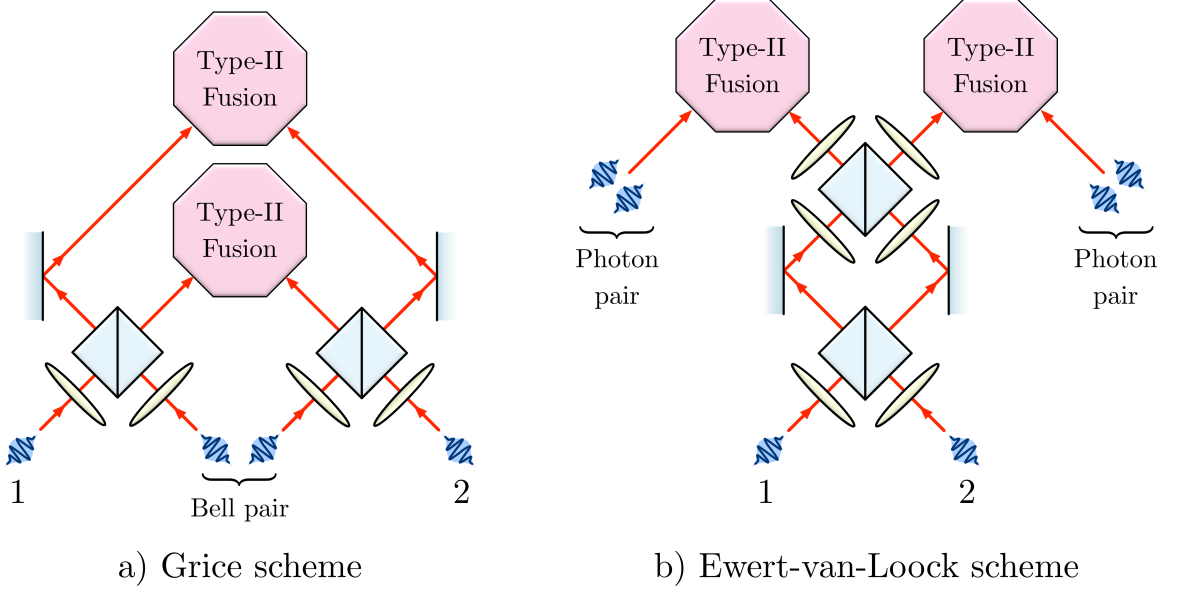 Type-II
Fusion
Type-II
Fusion
1
2
Bell pair
a) Grice scheme
Type-II
Fusion
Type-II
Fusion
Photon
pair
Photon
pair
1
2
b) Ewert-van-Loock scheme